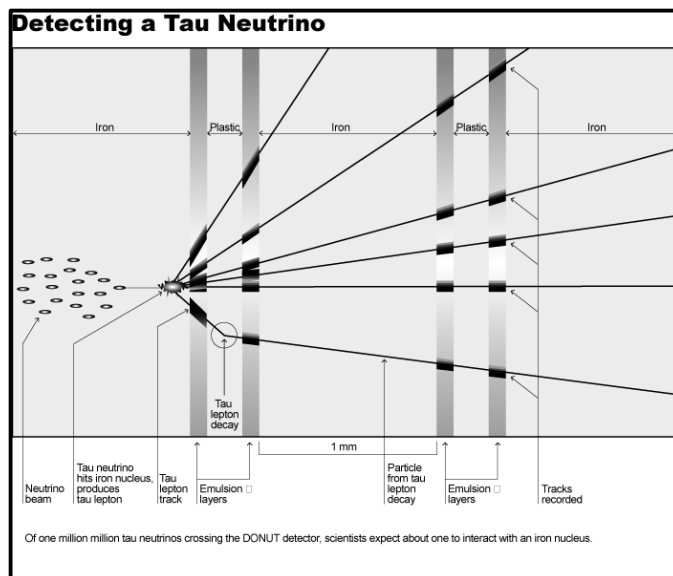 Detecting a Tau Neutrino
Iron
Plastic
Iron
Plastic
Iron
Tau
lepton
decay
1 mm
Neutrino
beam
Tau neutrino
hits iron nucleus,
produces
tau lepton
Tau
lepton
track
Emulsion □
layers
Particle
from tau
lepton
decay
Emulsion □
layers
Tracks
recorded
Of one million million tau neutrinos crossing the DONUT detector, scientists expect about one to interact with an iron nucleus.